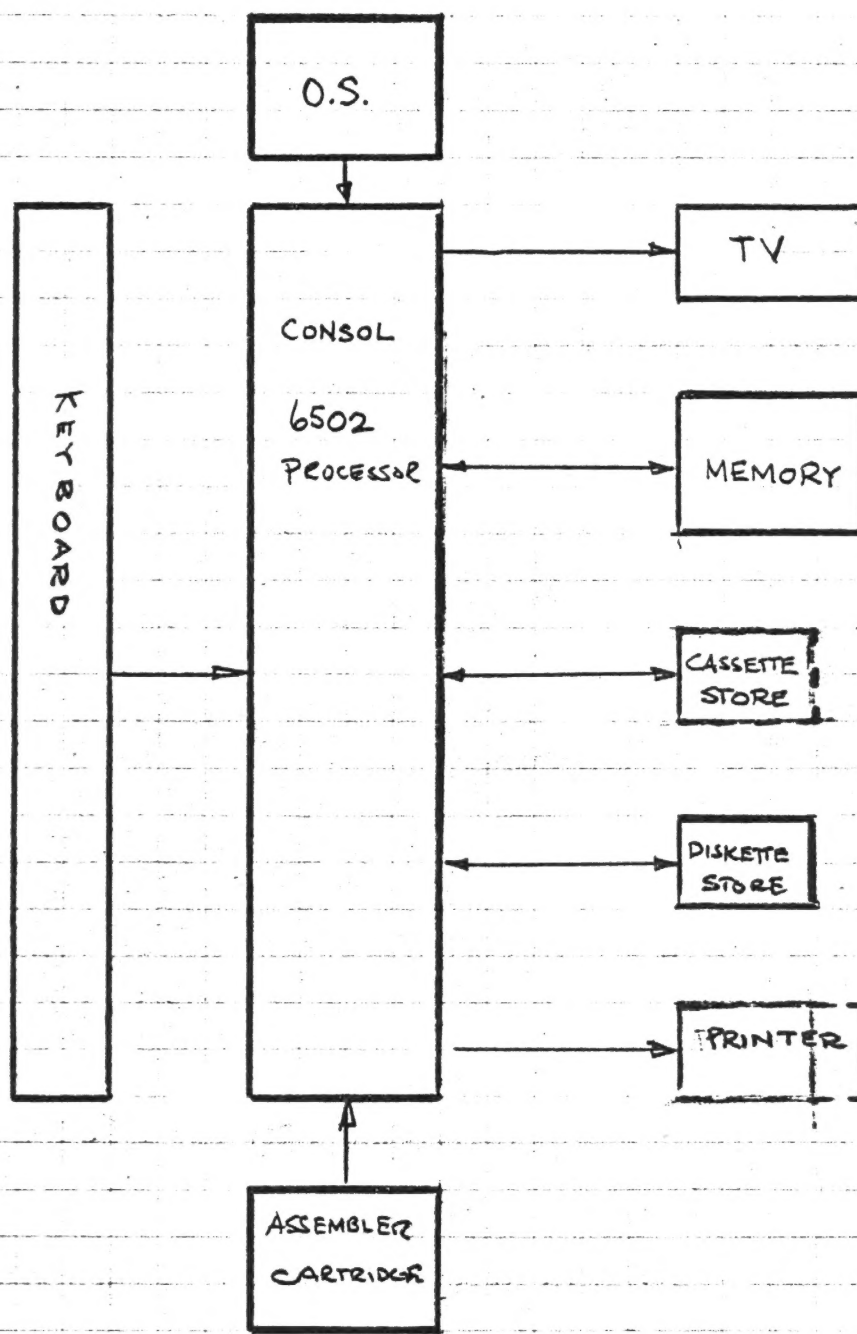 O.S.
TV
CONSOL
6502
PROCESSOR
KEYBOARD
MEMORY
CASSETTE
STORE
DISKETTE
STORE
PRINTER
ASSEMBLER
CARTRIDGE